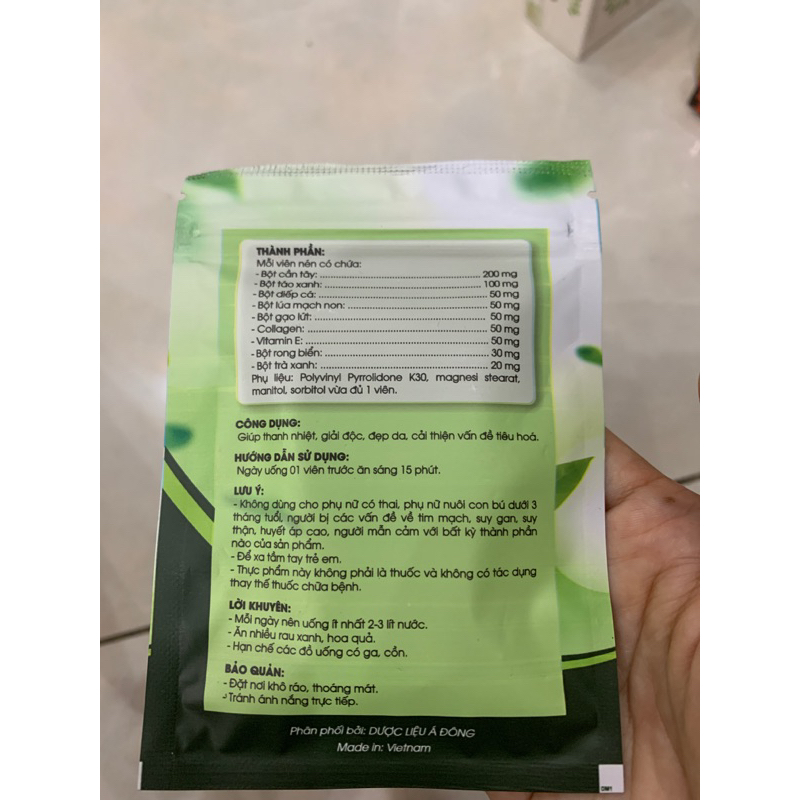 THÀNH PHẦN:
Mỗi viên nén có chứa:
- Bột cần tây: ........................................ 200 mg
- Bột táo xanh: ........................................ 100 mg
- Bột diếp cá: ........................................ 50 mg
- Bột lúa mạch non: ........................................ 50 mg
- Bột gạo lứt: ........................................ 50 mg
- Collagen: ........................................ 50 mg
- Vitamin E: ........................................ 50 mg
- Bột rong biển: ........................................ 30 mg
- Bột trà xanh: ........................................ 20 mg
Phụ liệu: Polyvinyl Pyrrolidone K30, magnesi stearat,
manitol, sorbitol vừa đủ 1 viên.
CÔNG DỤNG:
Giúp thanh nhiệt, giải độc, đẹp da, cải thiện vấn đề tiêu hoá.
HƯỚNG DẪN SỬ DỤNG:
Ngày uống 01 viên trước ăn sáng 15 phút.
LƯU Ý:
- Không dùng cho phụ nữ có thai, phụ nữ nuôi con bú dưới 3
tháng tuổi, người bị các vấn đề về tim mạch, suy gan, suy
thận, huyết áp cao, người mẫn cảm với bất kỳ thành phần
nào của sản phẩm.
- Để xa tầm tay trẻ em.
- Thực phẩm này không phải là thuốc và không có tác dụng
thay thế thuốc chữa bệnh.
LỜI KHUYÊN:
- Mỗi ngày nên uống ít nhất 2-3 lít nước.
- Ăn nhiều rau xanh, hoa quả.
- Hạn chế các đồ uống có ga, cồn.
BẢO QUẢN:
- Đặt nơi khô ráo, thoáng mát.
- Tránh ánh nắng trực tiếp.
Phân phối bởi: DƯỢC LIỆU Á ĐÔNG
Made in: Vietnam